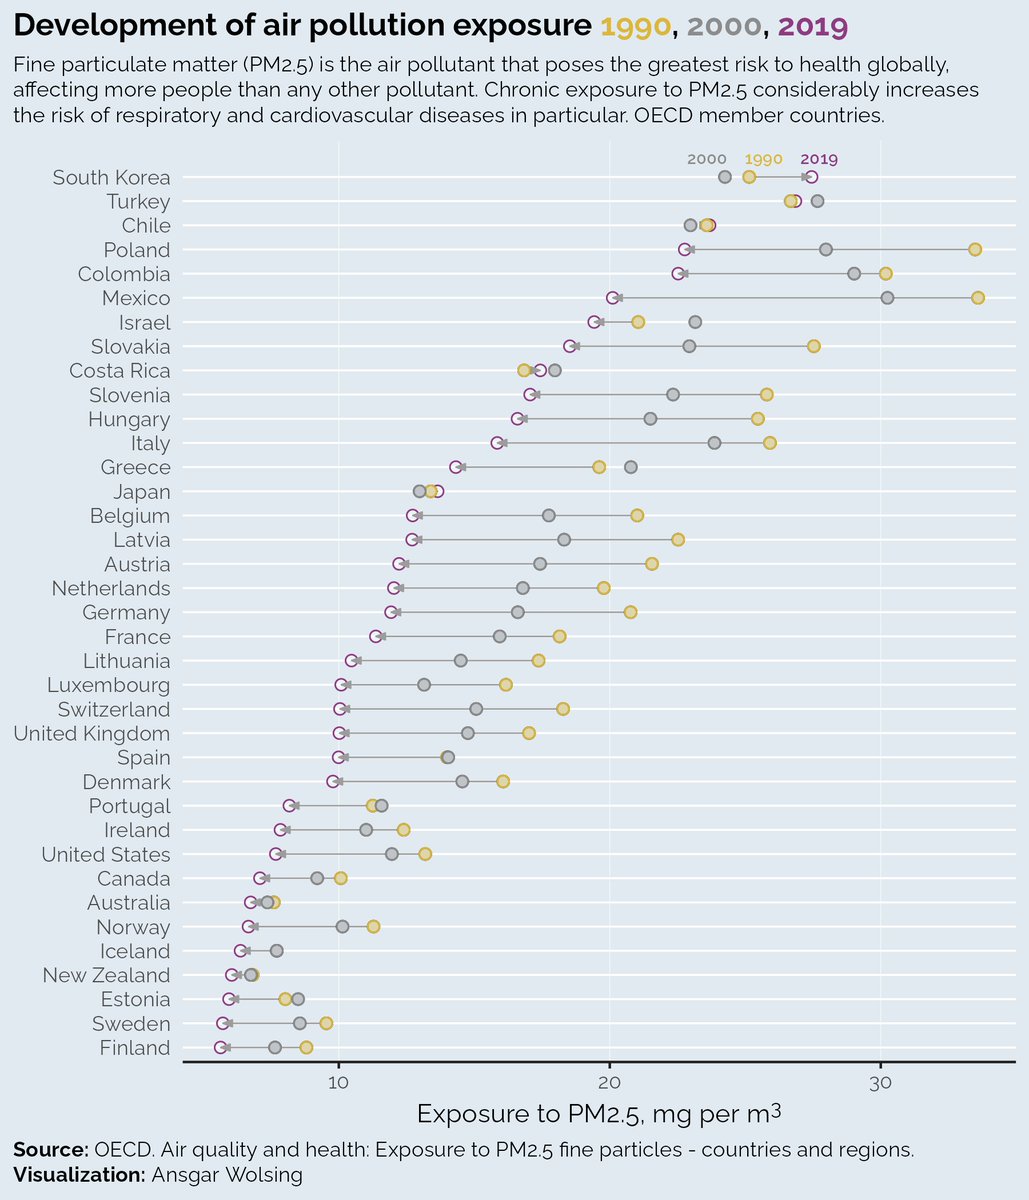 Development of air pollution exposure 1990, 2000, 2019
Fine particulate matter (PM2.5) is the air pollutant that poses the greatest risk to health globally,
affecting more people than any other pollutant. Chronic exposure to PM2.5 considerably increases
the risk of respiratory and cardiovascular diseases in particular. OECD member countries.
2000 1990 2019
South Korea
Turkey
Chile
Poland
Colombia
Mexico
Israel
Slovakia
Costa Rica
Slovenia
Hungary
Italy
Greece
Japan
Belgium
Latvia
Austria
Netherlands
Germany
France
Lithuania
Luxembourg
Switzerland
United Kingdom
Spain
Denmark
Portugal
Ireland
United States
Canada
Australia
Norway
Iceland
New Zealand
Estonia
Sweden
Finland
10 20 30
Exposure to PM2.5, mg per m3
Source: OECD. Air quality and health: Exposure to PM2.5 fine particles - countries and regions.
Visualization: Ansgar Wolsing